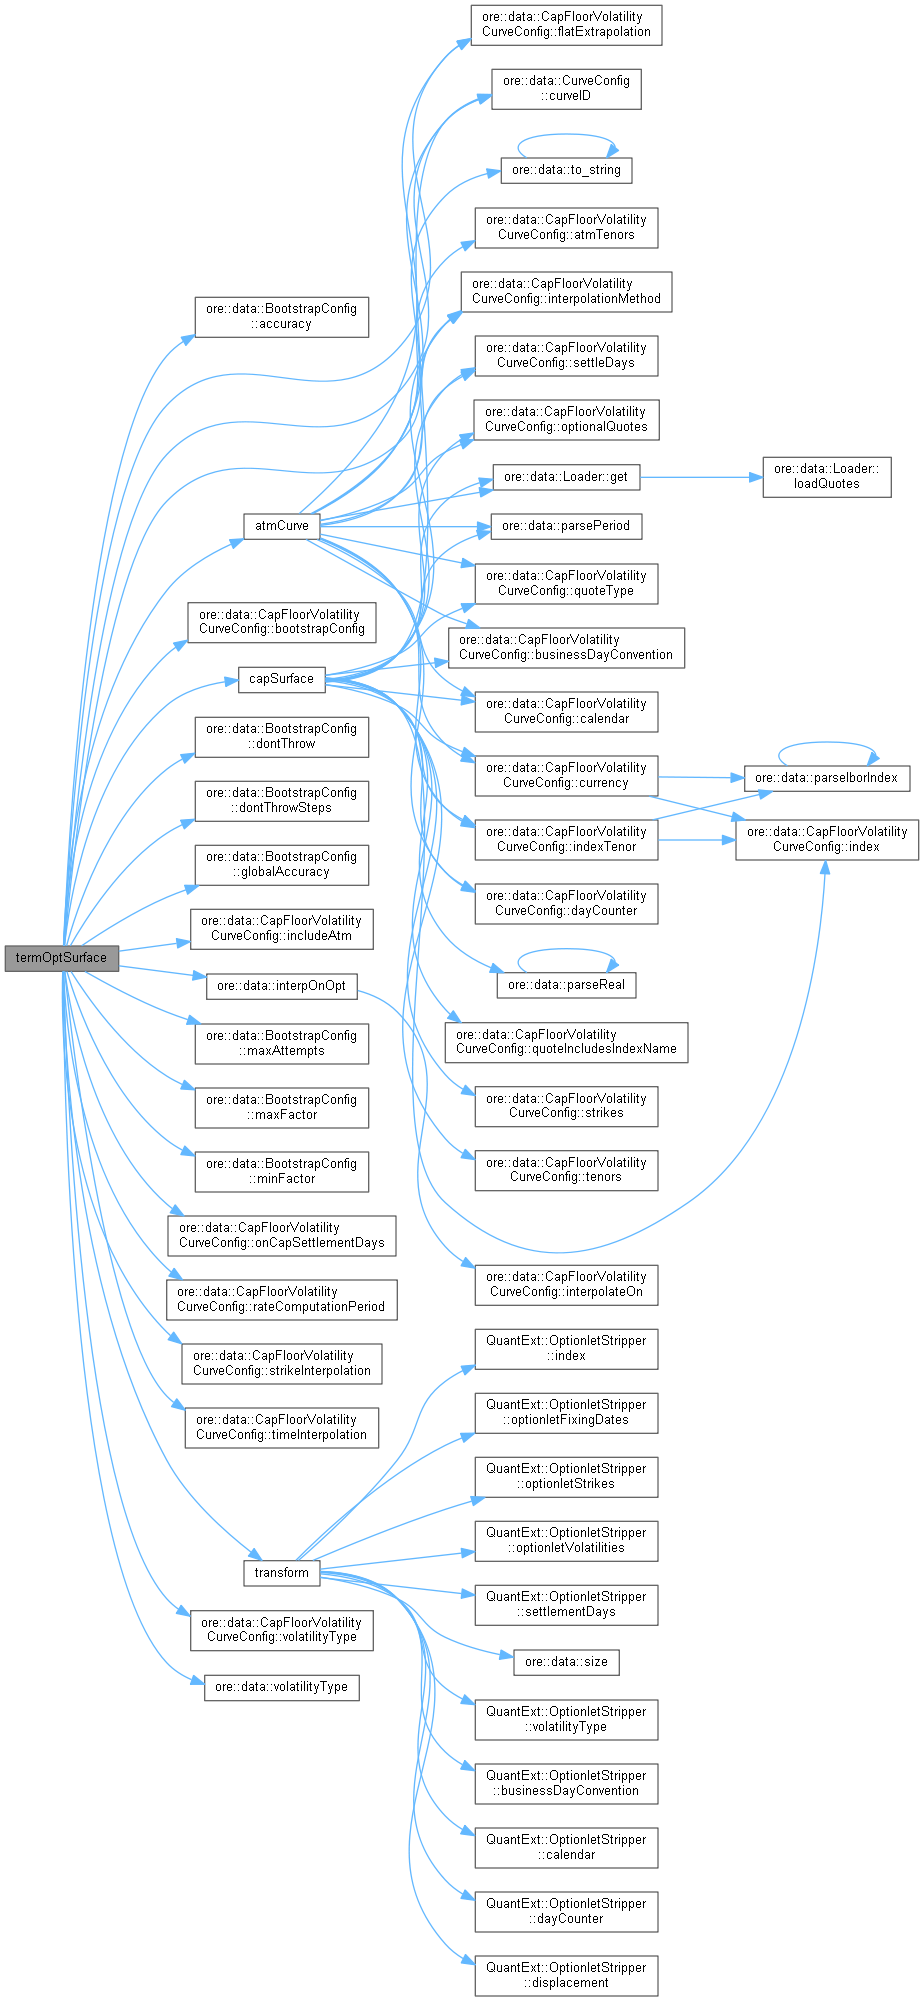 ore::data::CapFloorVolatility
CurveConfig::flatExtrapolation
ore::data::CurveConfig
::curveID
ore::data::to_string
ore::data::CapFloorVolatility
CurveConfig::atmTenors
ore::data::CapFloorVolatility
CurveConfig::interpolationMethod
ore::data::BootstrapConfig
::accuracy
ore::data::CapFloorVolatility
CurveConfig::settleDays
ore::data::CapFloorVolatility
CurveConfig::optionalQuotes
ore::data::Loader::get
ore::data::Loader::
loadQuotes
atmCurve
ore::data::parsePeriod
ore::data::CapFloorVolatility
CurveConfig::quoteType
ore::data::CapFloorVolatility
CurveConfig::bootstrapConfig
ore::data::CapFloorVolatility
CurveConfig::businessDayConvention
capSurface
ore::data::CapFloorVolatility
CurveConfig::calendar
ore::data::BootstrapConfig
::dontThrow
ore::data::CapFloorVolatility
CurveConfig::currency
ore::data::parseIborIndex
ore::data::BootstrapConfig
::dontThrowSteps
ore::data::CapFloorVolatility
CurveConfig::indexTenor
ore::data::CapFloorVolatility
CurveConfig::index
ore::data::BootstrapConfig
::globalAccuracy
ore::data::CapFloorVolatility
CurveConfig::dayCounter
ore::data::CapFloorVolatility
CurveConfig::includeAtm
termOptSurface
ore::data::interpOnOpt
ore::data::parseReal
ore::data::BootstrapConfig
::maxAttempts
ore::data::CapFloorVolatility
CurveConfig::quoteIncludesIndexName
ore::data::BootstrapConfig
::maxFactor
ore::data::CapFloorVolatility
CurveConfig::strikes
ore::data::BootstrapConfig
::minFactor
ore::data::CapFloorVolatility
CurveConfig::tenors
ore::data::CapFloorVolatility
CurveConfig::onCapSettlementDays
ore::data::CapFloorVolatility
CurveConfig::rateComputationPeriod
ore::data::CapFloorVolatility
CurveConfig::interpolateOn
ore::data::CapFloorVolatility
CurveConfig::strikeInterpolation
QuantExt::OptionletStripper
::index
ore::data::CapFloorVolatility
CurveConfig::timeInterpolation
QuantExt::OptionletStripper
::optionletFixingDates
QuantExt::OptionletStripper
::optionletStrikes
QuantExt::OptionletStripper
::optionletVolatilities
transform
QuantExt::OptionletStripper
::settlementDays
ore::data::CapFloorVolatility
CurveConfig::volatilityType
ore::data::size
ore::data::volatilityType
QuantExt::OptionletStripper
::volatilityType
QuantExt::OptionletStripper
::businessDayConvention
QuantExt::OptionletStripper
::calendar
QuantExt::OptionletStripper
::dayCounter
QuantExt::OptionletStripper
::displacement